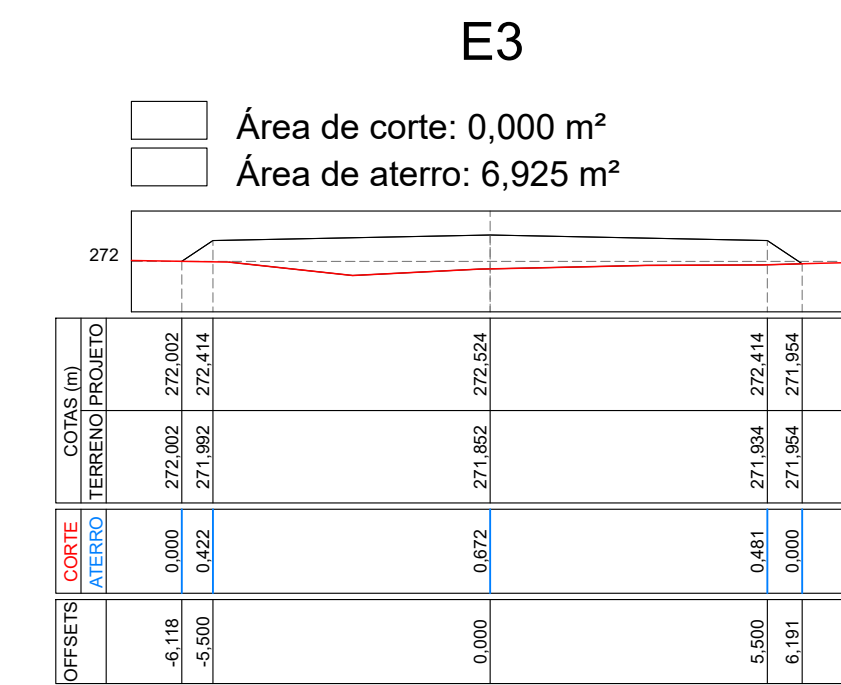 E3
Área de corte: 0,000 m²
Área de aterro: 6,925 m²
272
COTAS (m)
PROJETO
272,002
272,414
272,524
272,414
271,954
TERRENO
272,002
271,992
271,852
271,934
271,954
CORTE
ATERRO
0,000
0,422
0,672
0,481
0,000
OFFSETS
-6,118
-5,500
0,000
5,500
6,191